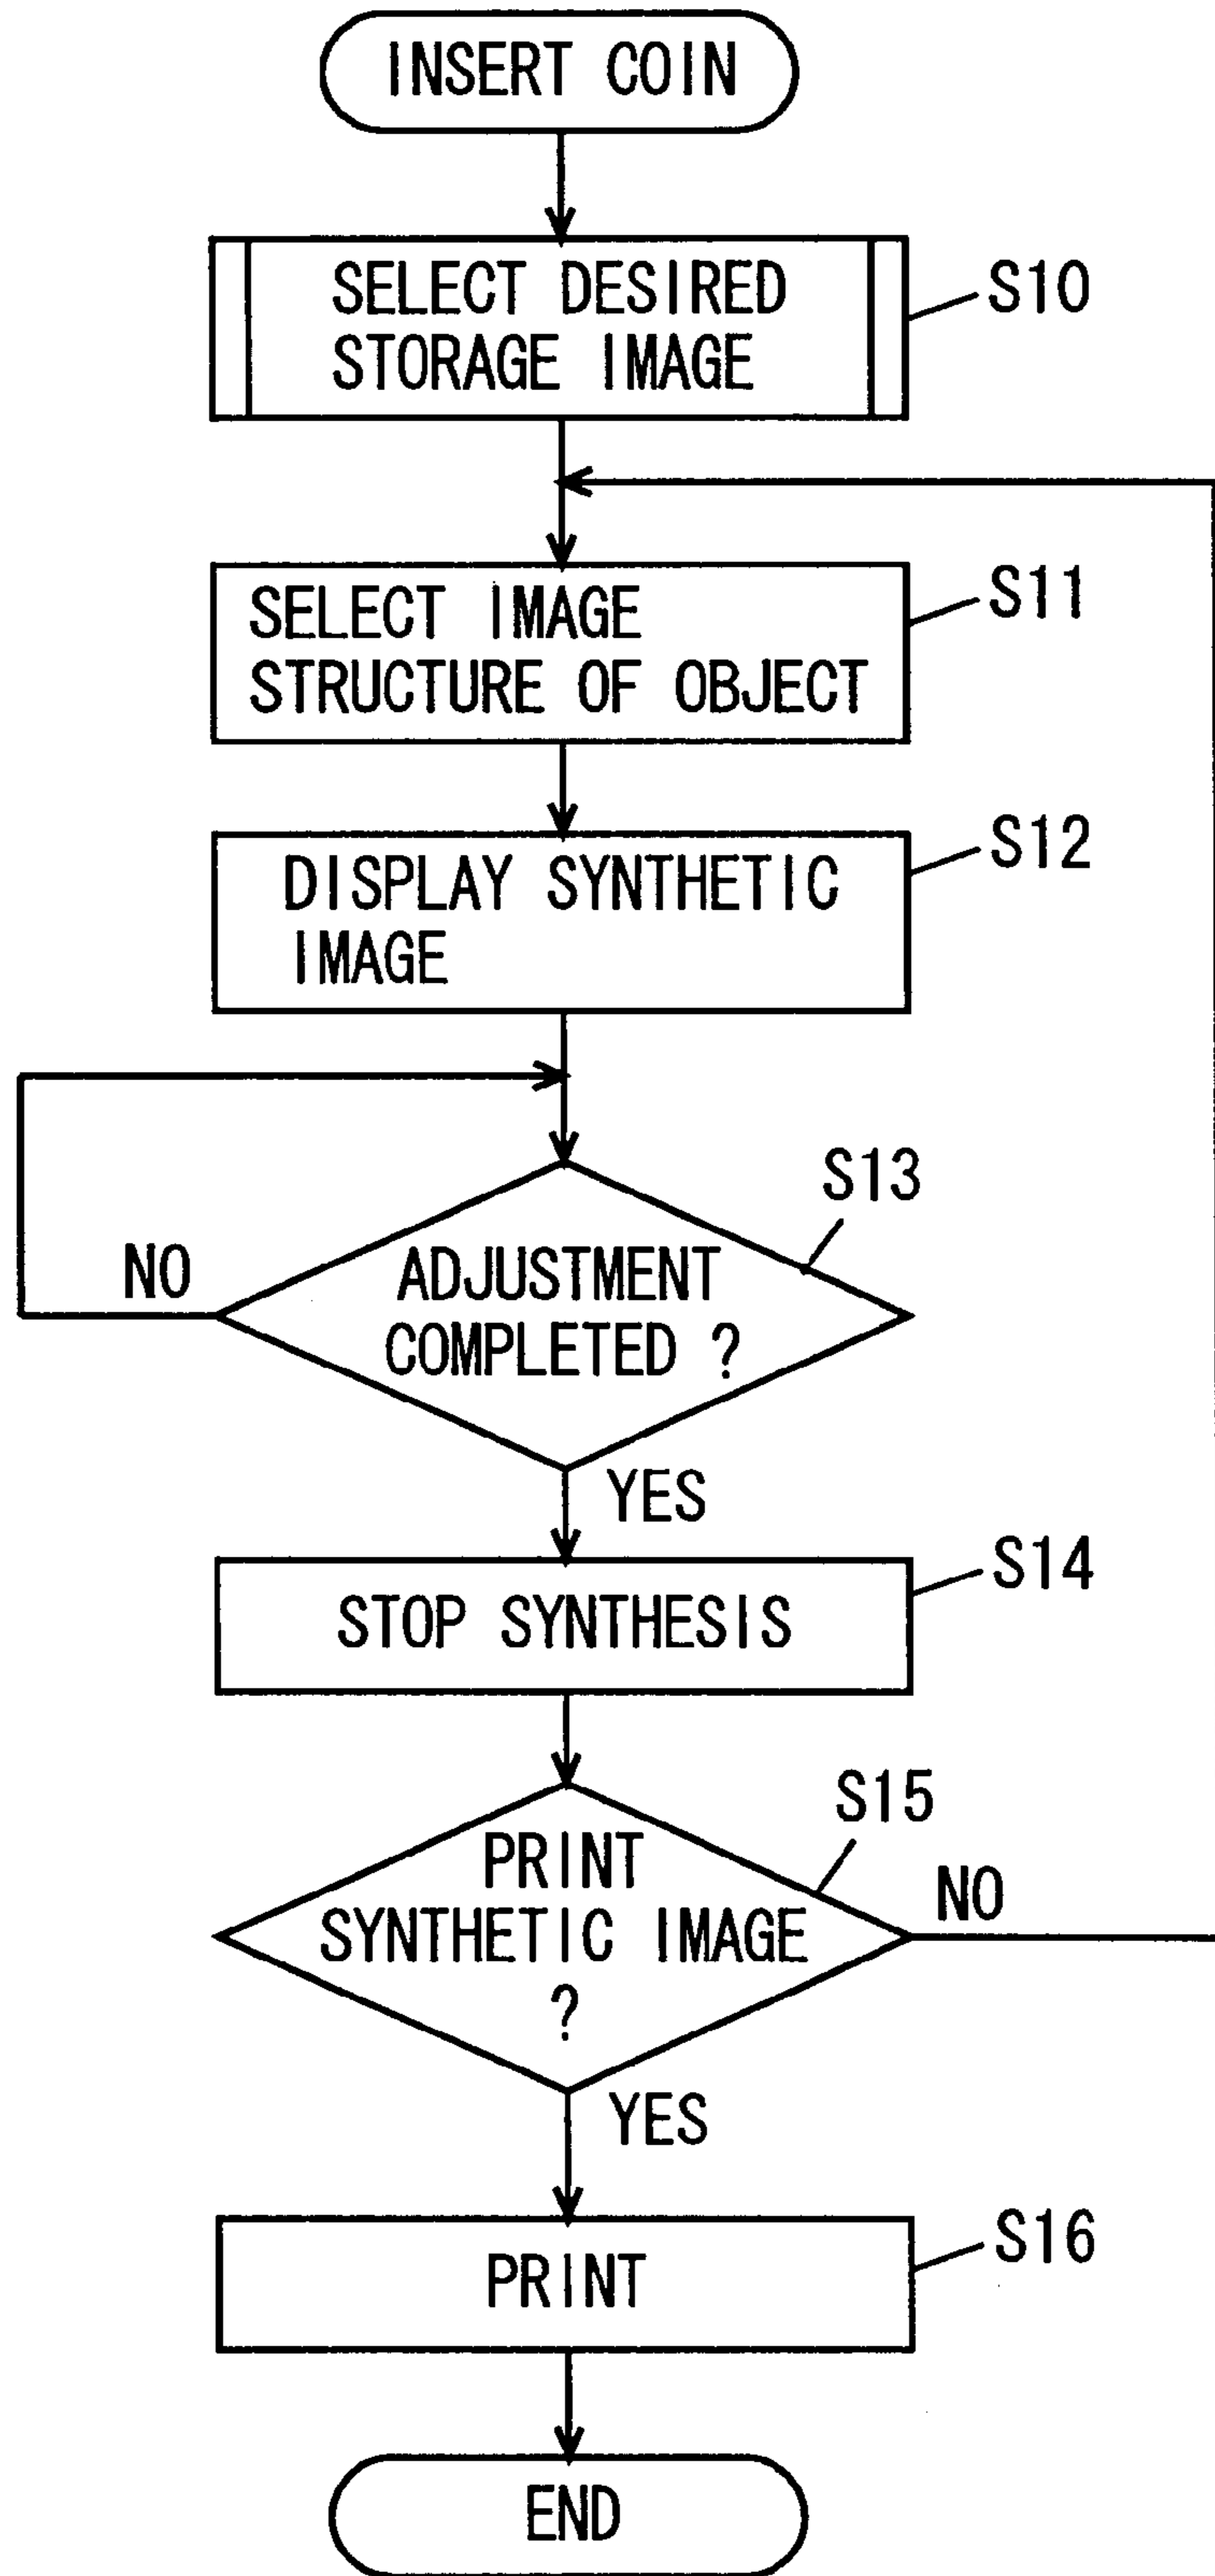 INSERT COIN
SELECT DESIRED
STORAGE IMAGE
S10
SELECT IMAGE
STRUCTURE OF OBJECT
S11
DISPLAY SYNTHETIC
IMAGE
S12
S13
NO
ADJUSTMENT
COMPLETED ?
YES
STOP SYNTHESIS
S14
S15
PRINT
SYNTHETIC IMAGE
?
NO
YES
PRINT
S16
END